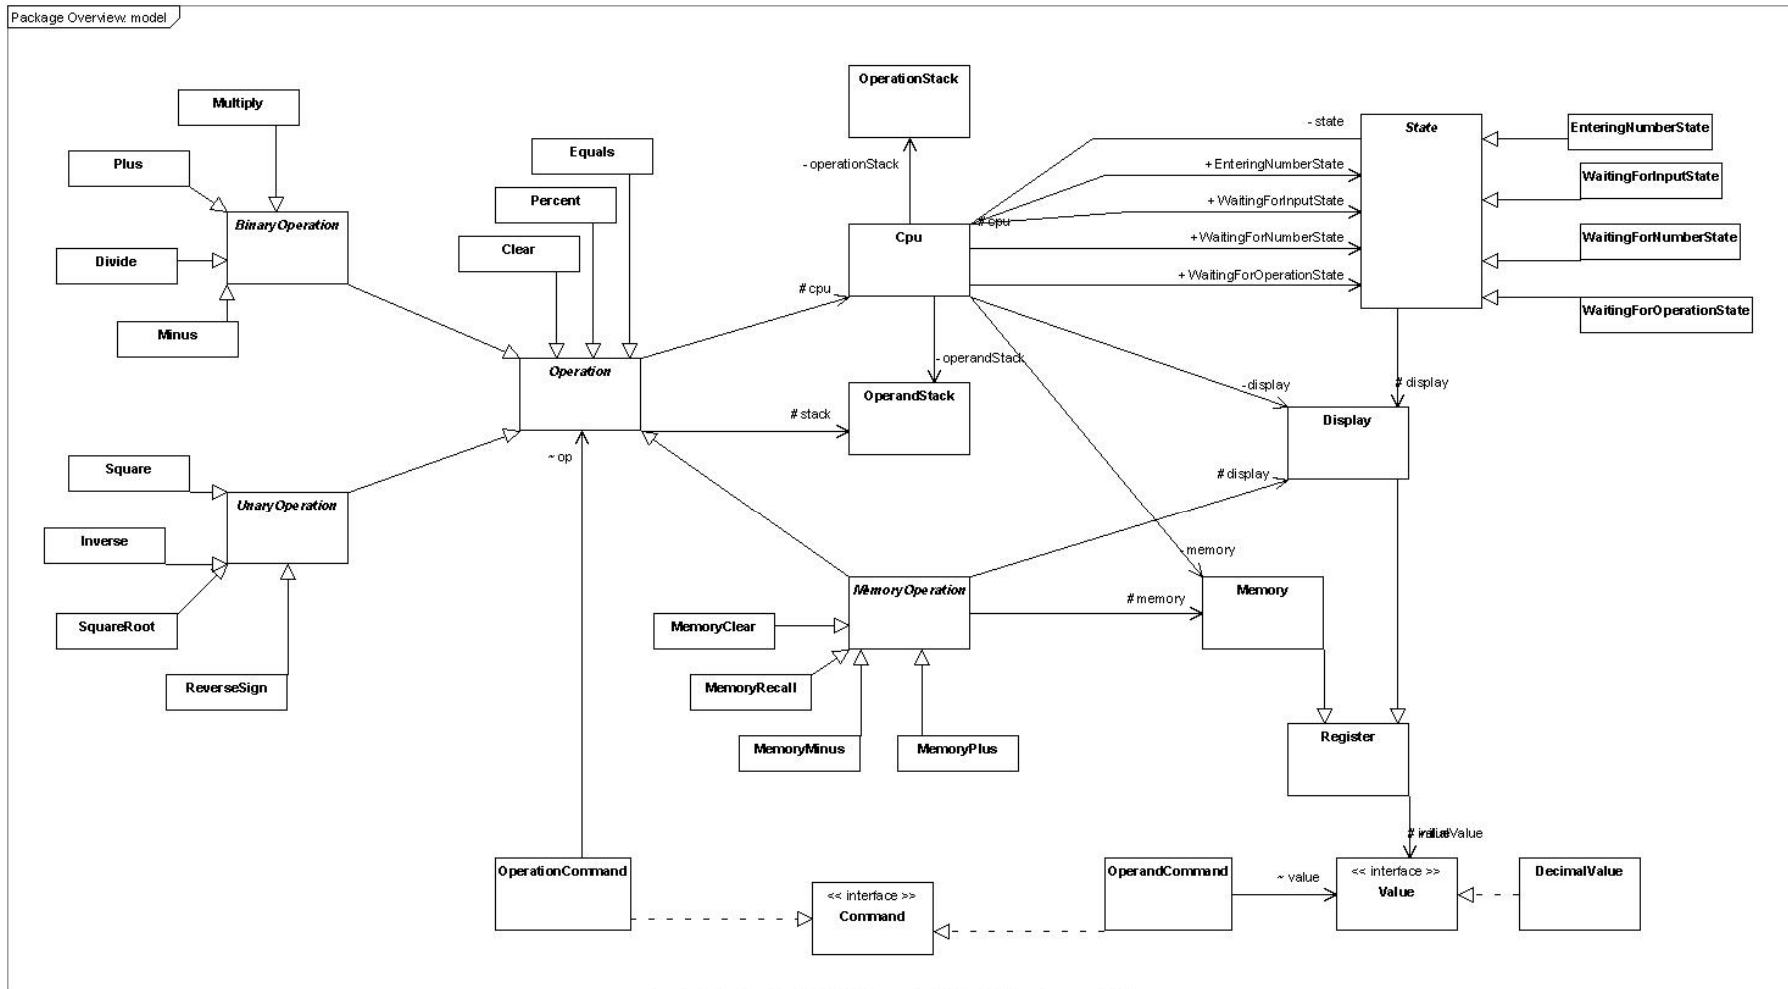 Package Overview: model
OperationStack
Multiply
- state
State
EnteringNumberState
Equals
Plus
- operationStack
+ EnteringNumberState
WaitingForInputState
Percent
+ WaitingForInputState
# cpu
BinaryOperation
Cpu
+ WaitingForNumberState
WaitingForNumberState
Clear
Divide
+ WaitingForOperationState
# cpu
WaitingForOperationState
Minus
- operandStack
Operation
- display
# display
OperandStack
# stack
Display
~ op
Square
# display
UnaryOperation
Inverse
- memory
MemoryOperation
Memory
# memory
SquareRoot
MemoryClear
ReverseSign
MemoryRecall
Register
MemoryMinus
MemoryPlus
OperationCommand
OperandCommand
<< interface >>
DecimalValue
~ value
Value
<< interface >>
Command